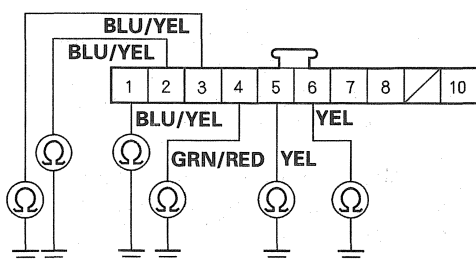 BLU/YEL
BLU/YEL
1 2 3 4 5 6 7 8 10
BLU/YEL YEL
GRN/RED YEL
Ω Ω
Ω Ω Ω Ω